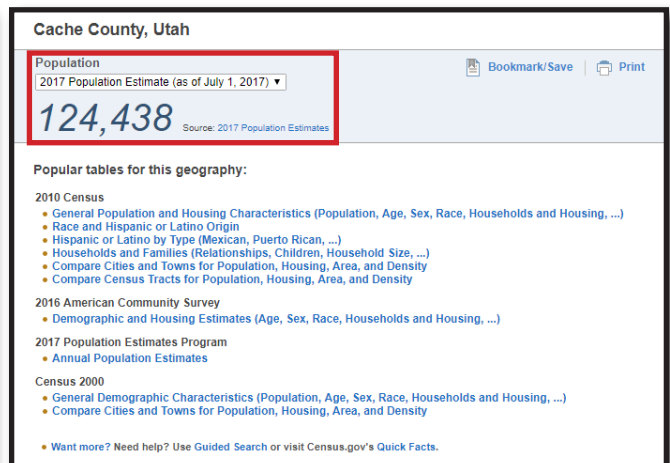 Cache County, Utah
Population
2017 Population Estimate (as of July 1, 2017) ▼
Bookmark/Save | Print
124,438 Source: 2017 Population Estimates
Popular tables for this geography:
2010 Census
• General Population and Housing Characteristics (Population, Age, Sex, Race, Households and Housing, ...)
• Race and Hispanic or Latino Origin
• Hispanic or Latino by Type (Mexican, Puerto Rican, ...)
• Households and Families (Relationships, Children, Household Size, ...)
• Compare Cities and Towns for Population, Housing, Area, and Density
• Compare Census Tracts for Population, Housing, Area, and Density
2016 American Community Survey
• Demographic and Housing Estimates (Age, Sex, Race, Households and Housing, ...)
2017 Population Estimates Program
• Annual Population Estimates
Census 2000
• General Demographic Characteristics (Population, Age, Sex, Race, Households and Housing, ...)
• Compare Cities and Towns for Population, Housing, Area, and Density
• Want more? Need help? Use Guided Search or visit Census.gov's Quick Facts.